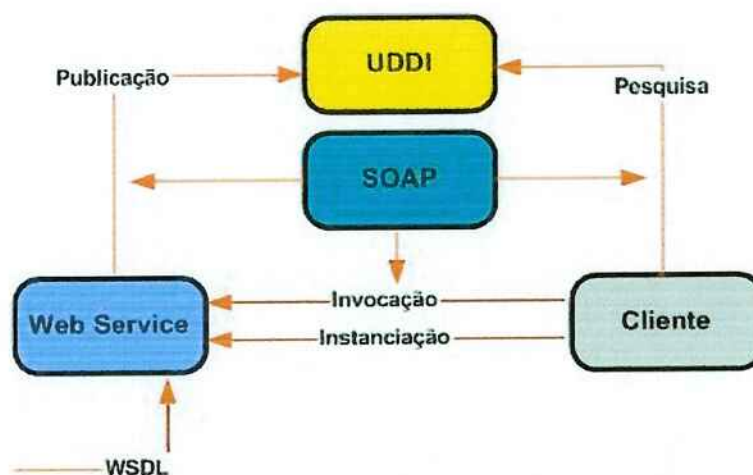 UDDI
Publicação
Pesquisa
SOAP
Invocação
Web Service
Cliente
Instanciação
WSDL